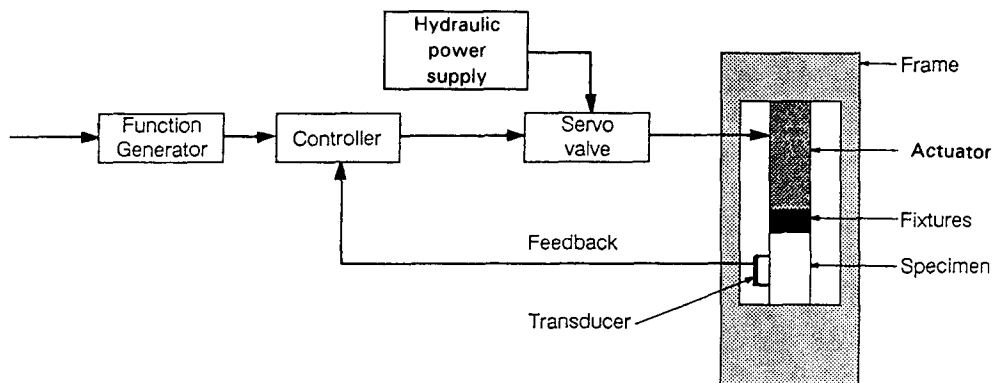 Hydraulic
power
supply
Frame
Function
Generator
Controller
Servo
valve
Actuator
Fixtures
Feedback
Specimen
Transducer